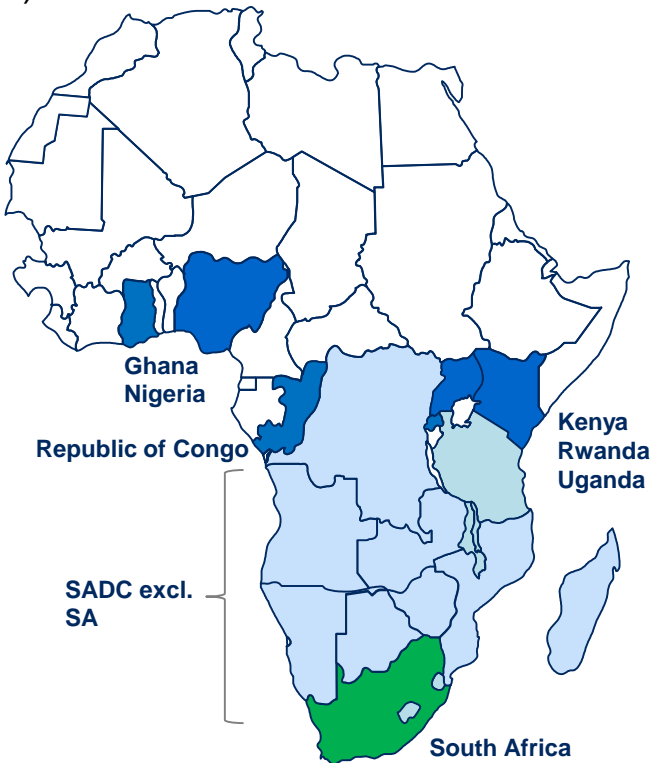 )
Ghana
Nigeria
Republic of Congo
Kenya
Rwanda
Uganda
SADC excl.
SA
South Africa